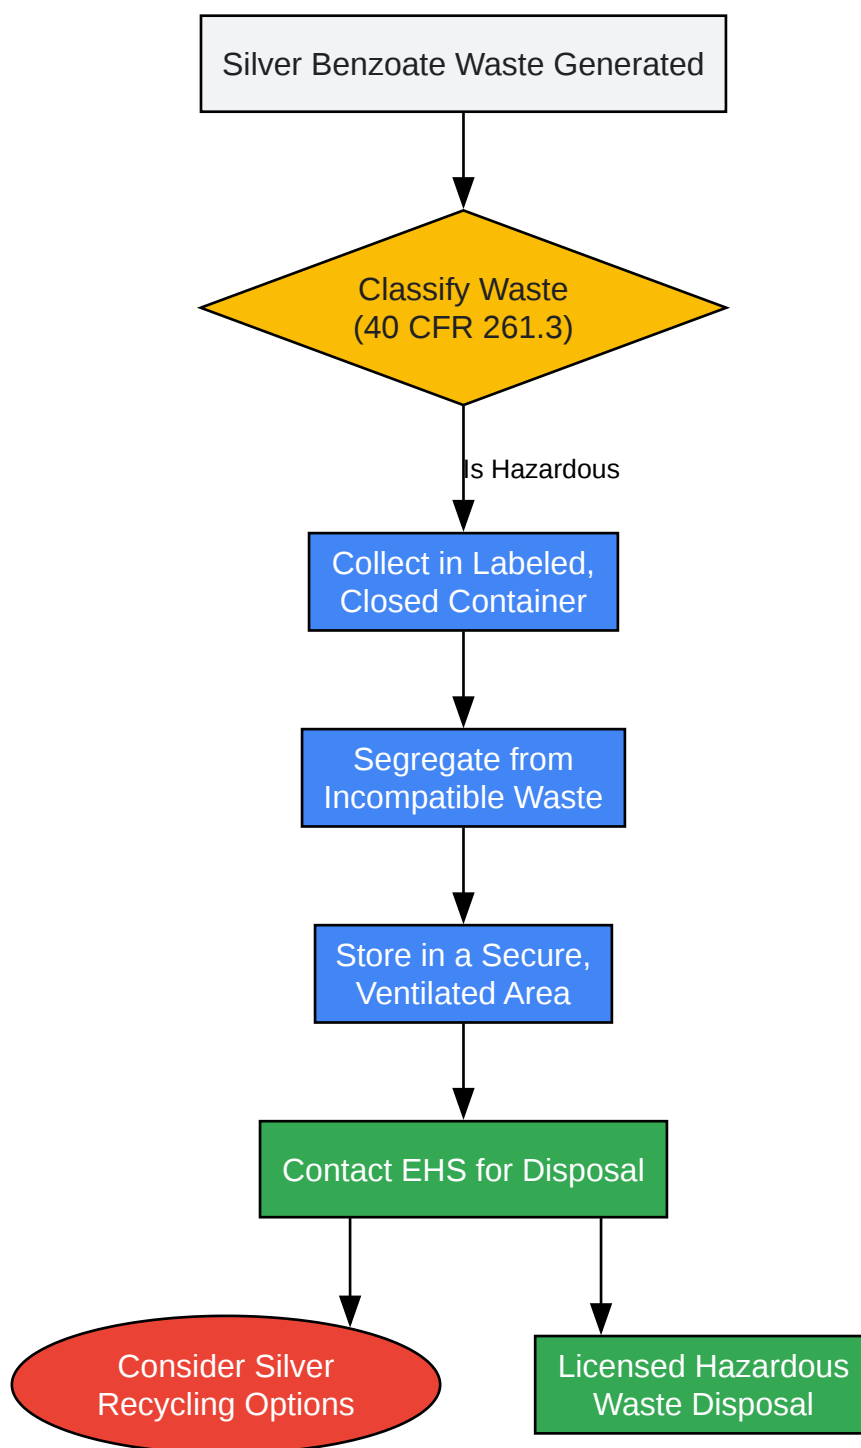 Silver Benzoate Waste Generated
Classify Waste
(40 CFR 261.3)
Is Hazardous
Collect in Labeled,
Closed Container
Segregate from
Incompatible Waste
Store in a Secure,
Ventilated Area
Contact EHS for Disposal
Consider Silver
Recycling Options
Licensed Hazardous
Waste Disposal